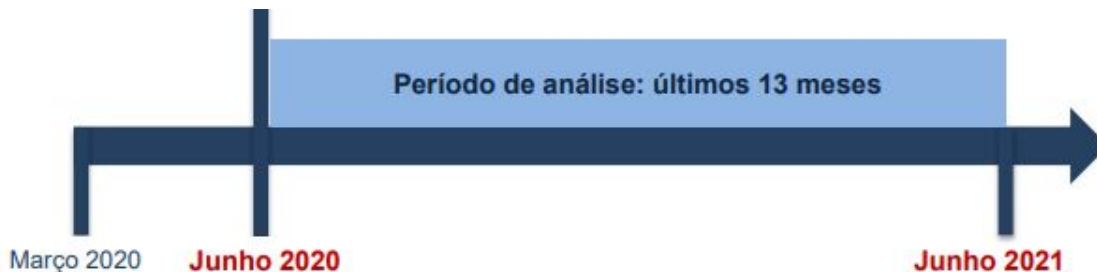 Período de análise: últimos 13 meses
Março 2020
Junho 2020
Junho 2021